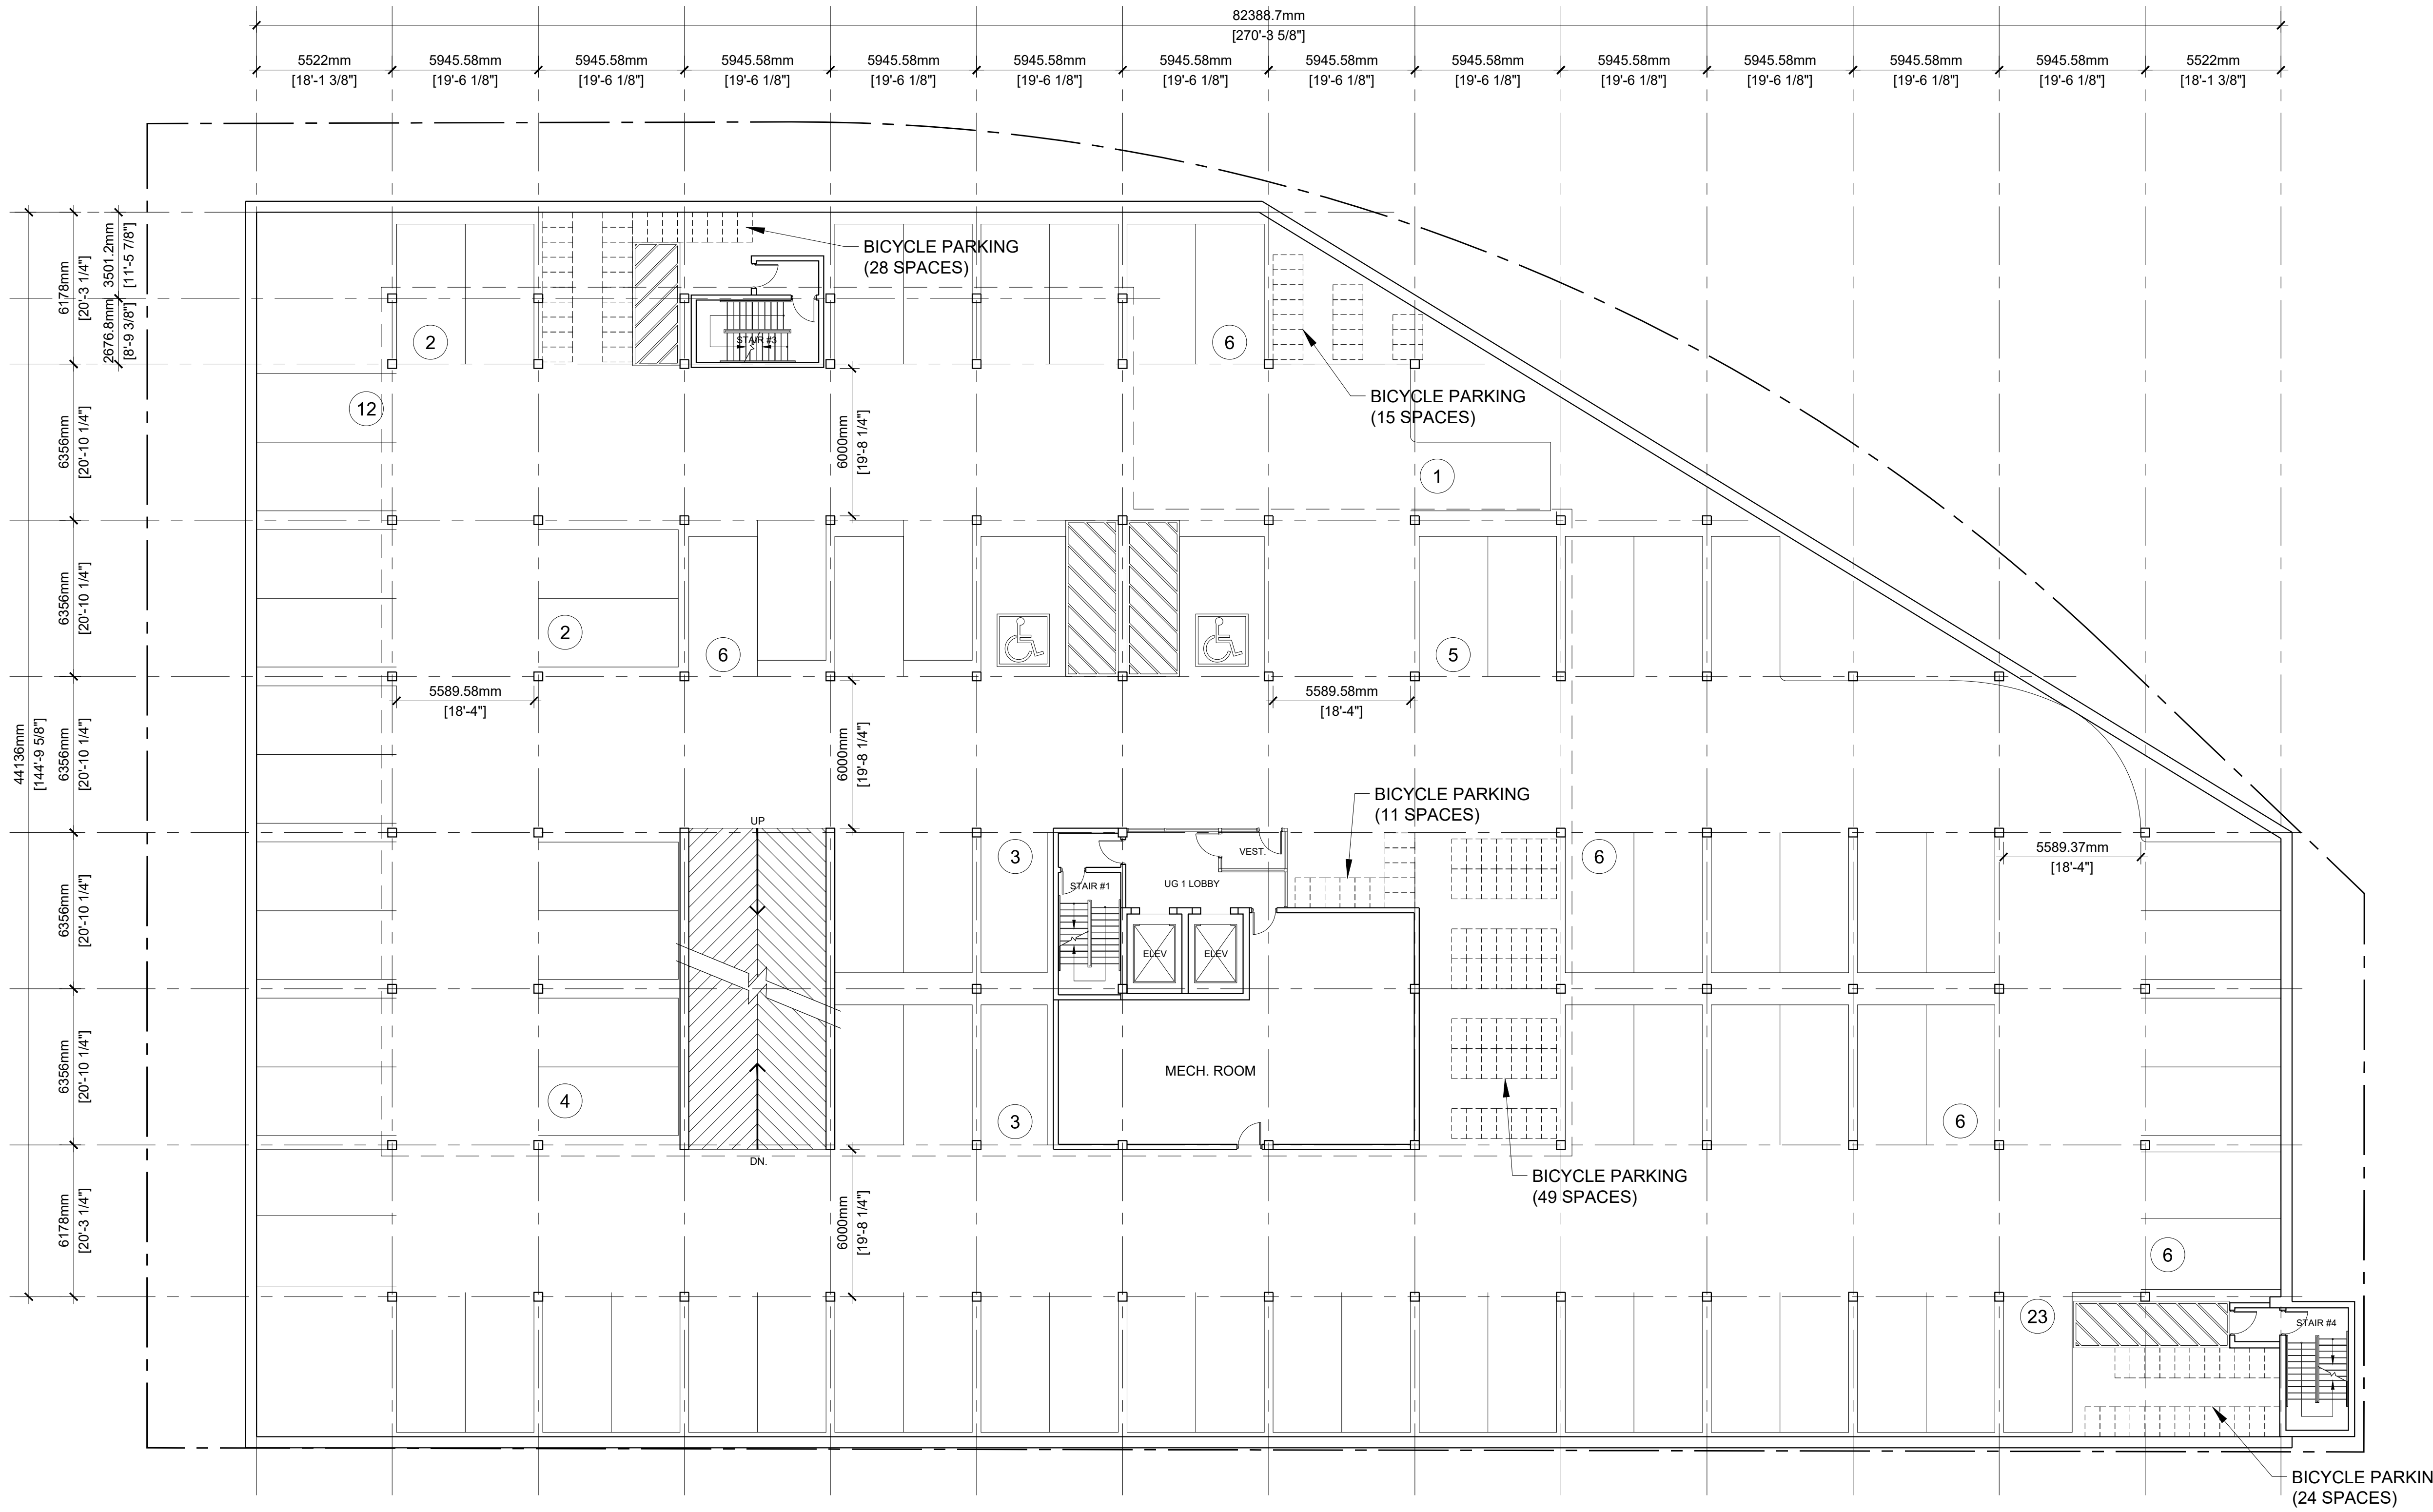 82388.7mm
[270'-3 5/8"]
5522mm
[18'-1 3/8"]
5945.58mm
[19'-6 1/8"]
5945.58mm
[19'-6 1/8"]
5945.58mm
[19'-6 1/8"]
5945.58mm
[19'-6 1/8"]
5945.58mm
[19'-6 1/8"]
5945.58mm
[19'-6 1/8"]
5945.58mm
[19'-6 1/8"]
5945.58mm
[19'-6 1/8"]
5945.58mm
[19'-6 1/8"]
5945.58mm
[19'-6 1/8"]
5945.58mm
[19'-6 1/8"]
5945.58mm
[19'-6 1/8"]
5522mm
[18'-1 3/8"]
44136mm
[144'-9 5/8"]
6178mm
[20'-3 1/4"]
3501.2mm
[11'-5 7/8"]
2676.8mm
[8'-9 3/8"]
6356mm
[20'-10 1/4"]
6356mm
[20'-10 1/4"]
6356mm
[20'-10 1/4"]
6356mm
[20'-10 1/4"]
6356mm
[20'-10 1/4"]
6178mm
[20'-3 1/4"]
BICYCLE PARKING
(28 SPACES)
STAIR #3
2
6
12
BICYCLE PARKING
(15 SPACES)
6000mm
[19'-8 1/4"]
1
2
6
5
5589.58mm
[18'-4"]
5589.58mm
[18'-4"]
6000mm
[19'-8 1/4"]
BICYCLE PARKING
(11 SPACES)
UP
3
VEST.
UG 1 LOBBY
STAIR #1
6
5589.37mm
[18'-4"]
ELEV
ELEV
MECH. ROOM
4
3
6
DN.
BICYCLE PARKING
(49 SPACES)
6000mm
[19'-8 1/4"]
6
23
STAIR #4
BICYCLE PARKIN
(24 SPACES)